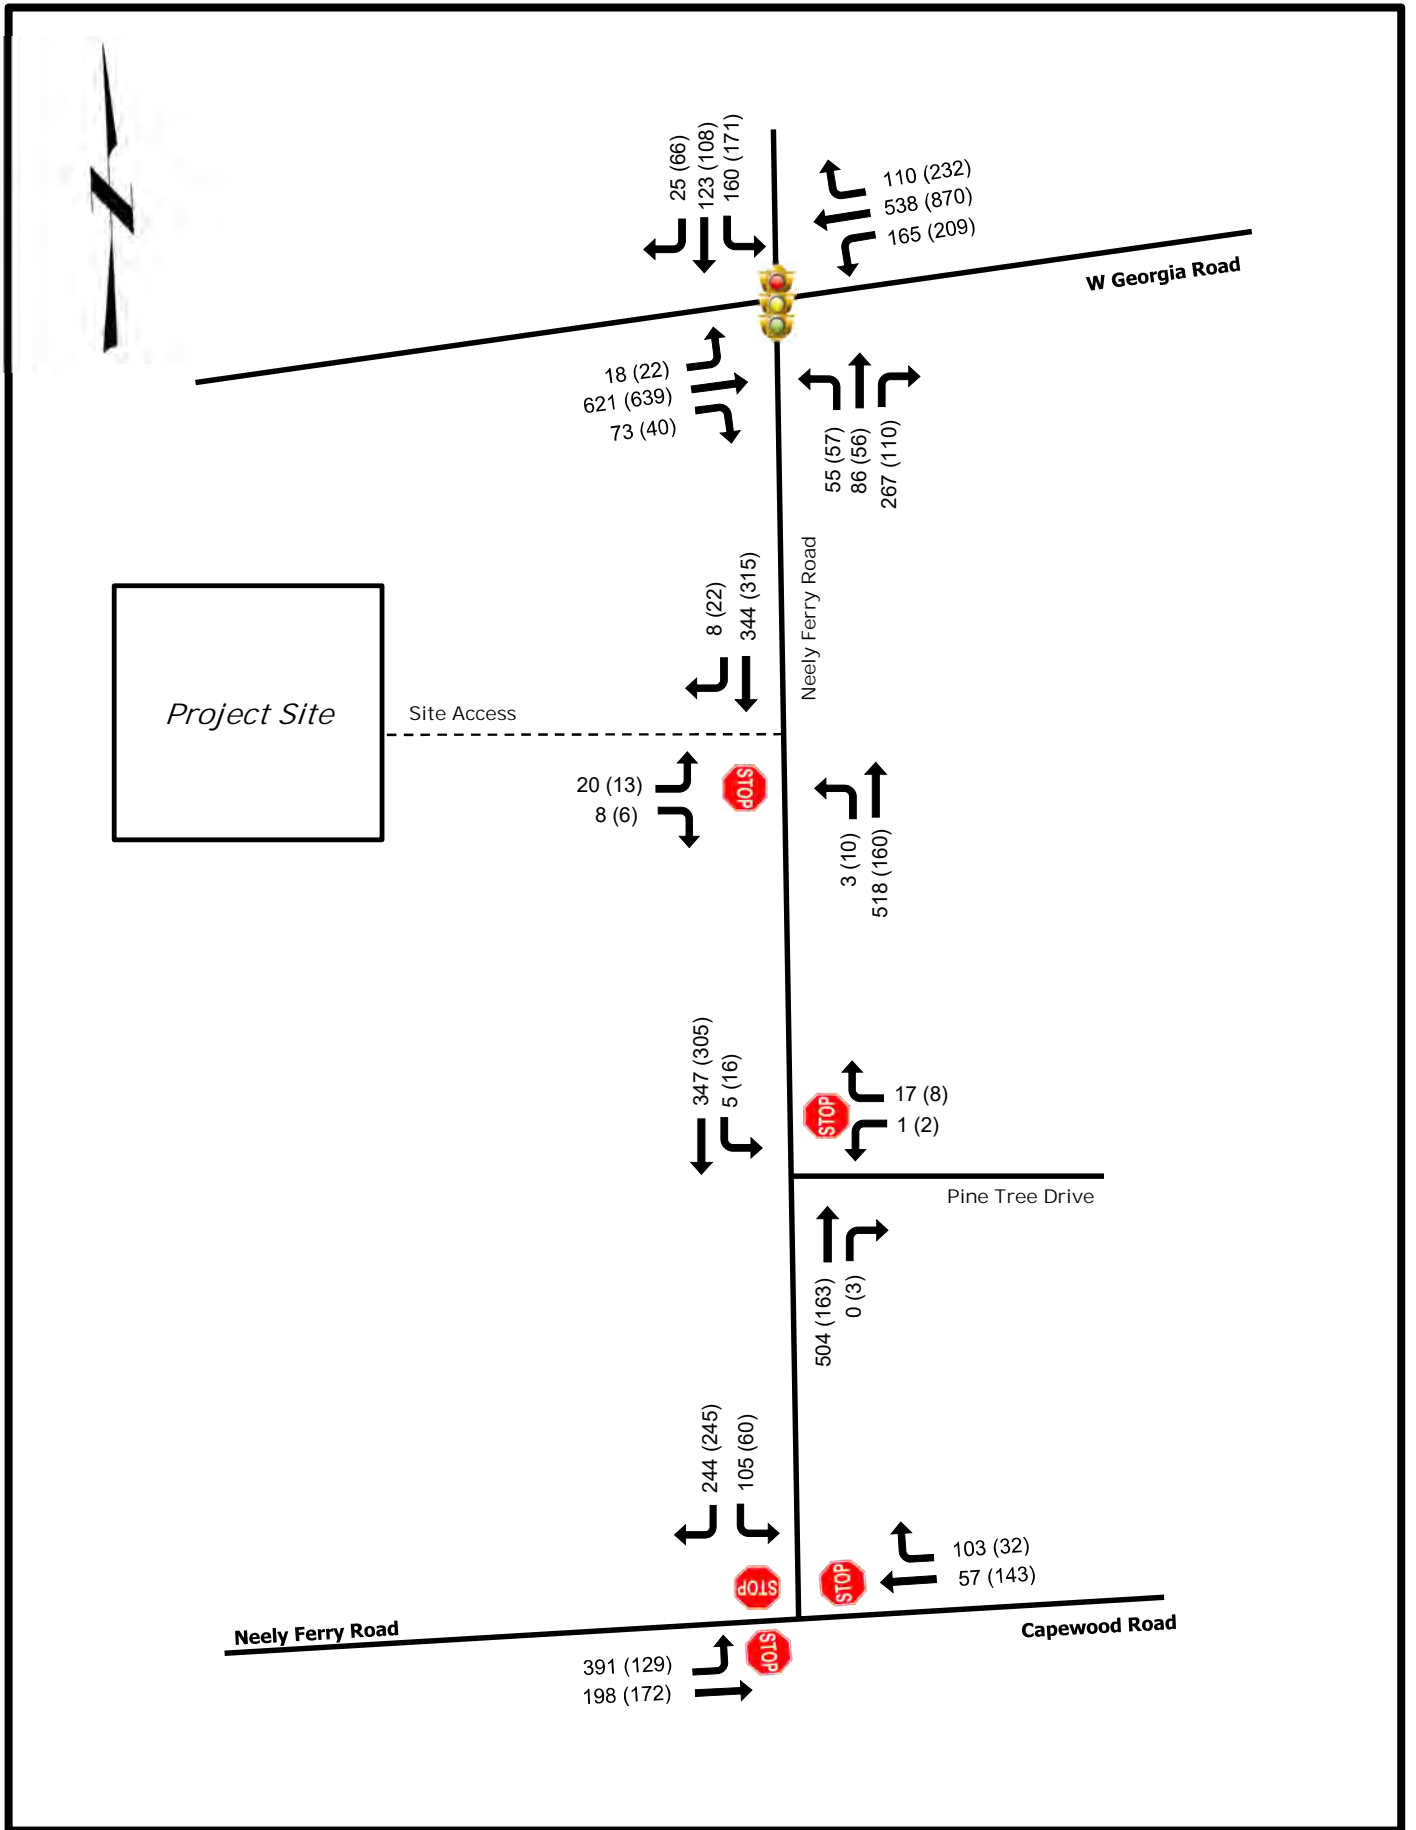 25 (66)
123 (108)
160 (171)
110 (232)
538 (870)
165 (209)
W Georgia Road
18 (22)
621 (639)
73 (40)
55 (57)
86 (56)
267 (110)
Neely Ferry Road
8 (22)
344 (315)
Project Site
Site Access
20 (13)
8 (6)
STOP
3 (10)
518 (160)
347 (305)
5 (16)
STOP
17 (8)
1 (2)
Pine Tree Drive
504 (163)
0 (3)
244 (245)
105 (60)
STOP
STOP
103 (32)
57 (143)
Neely Ferry Road
Capewood Road
STOP
391 (129)
198 (172)